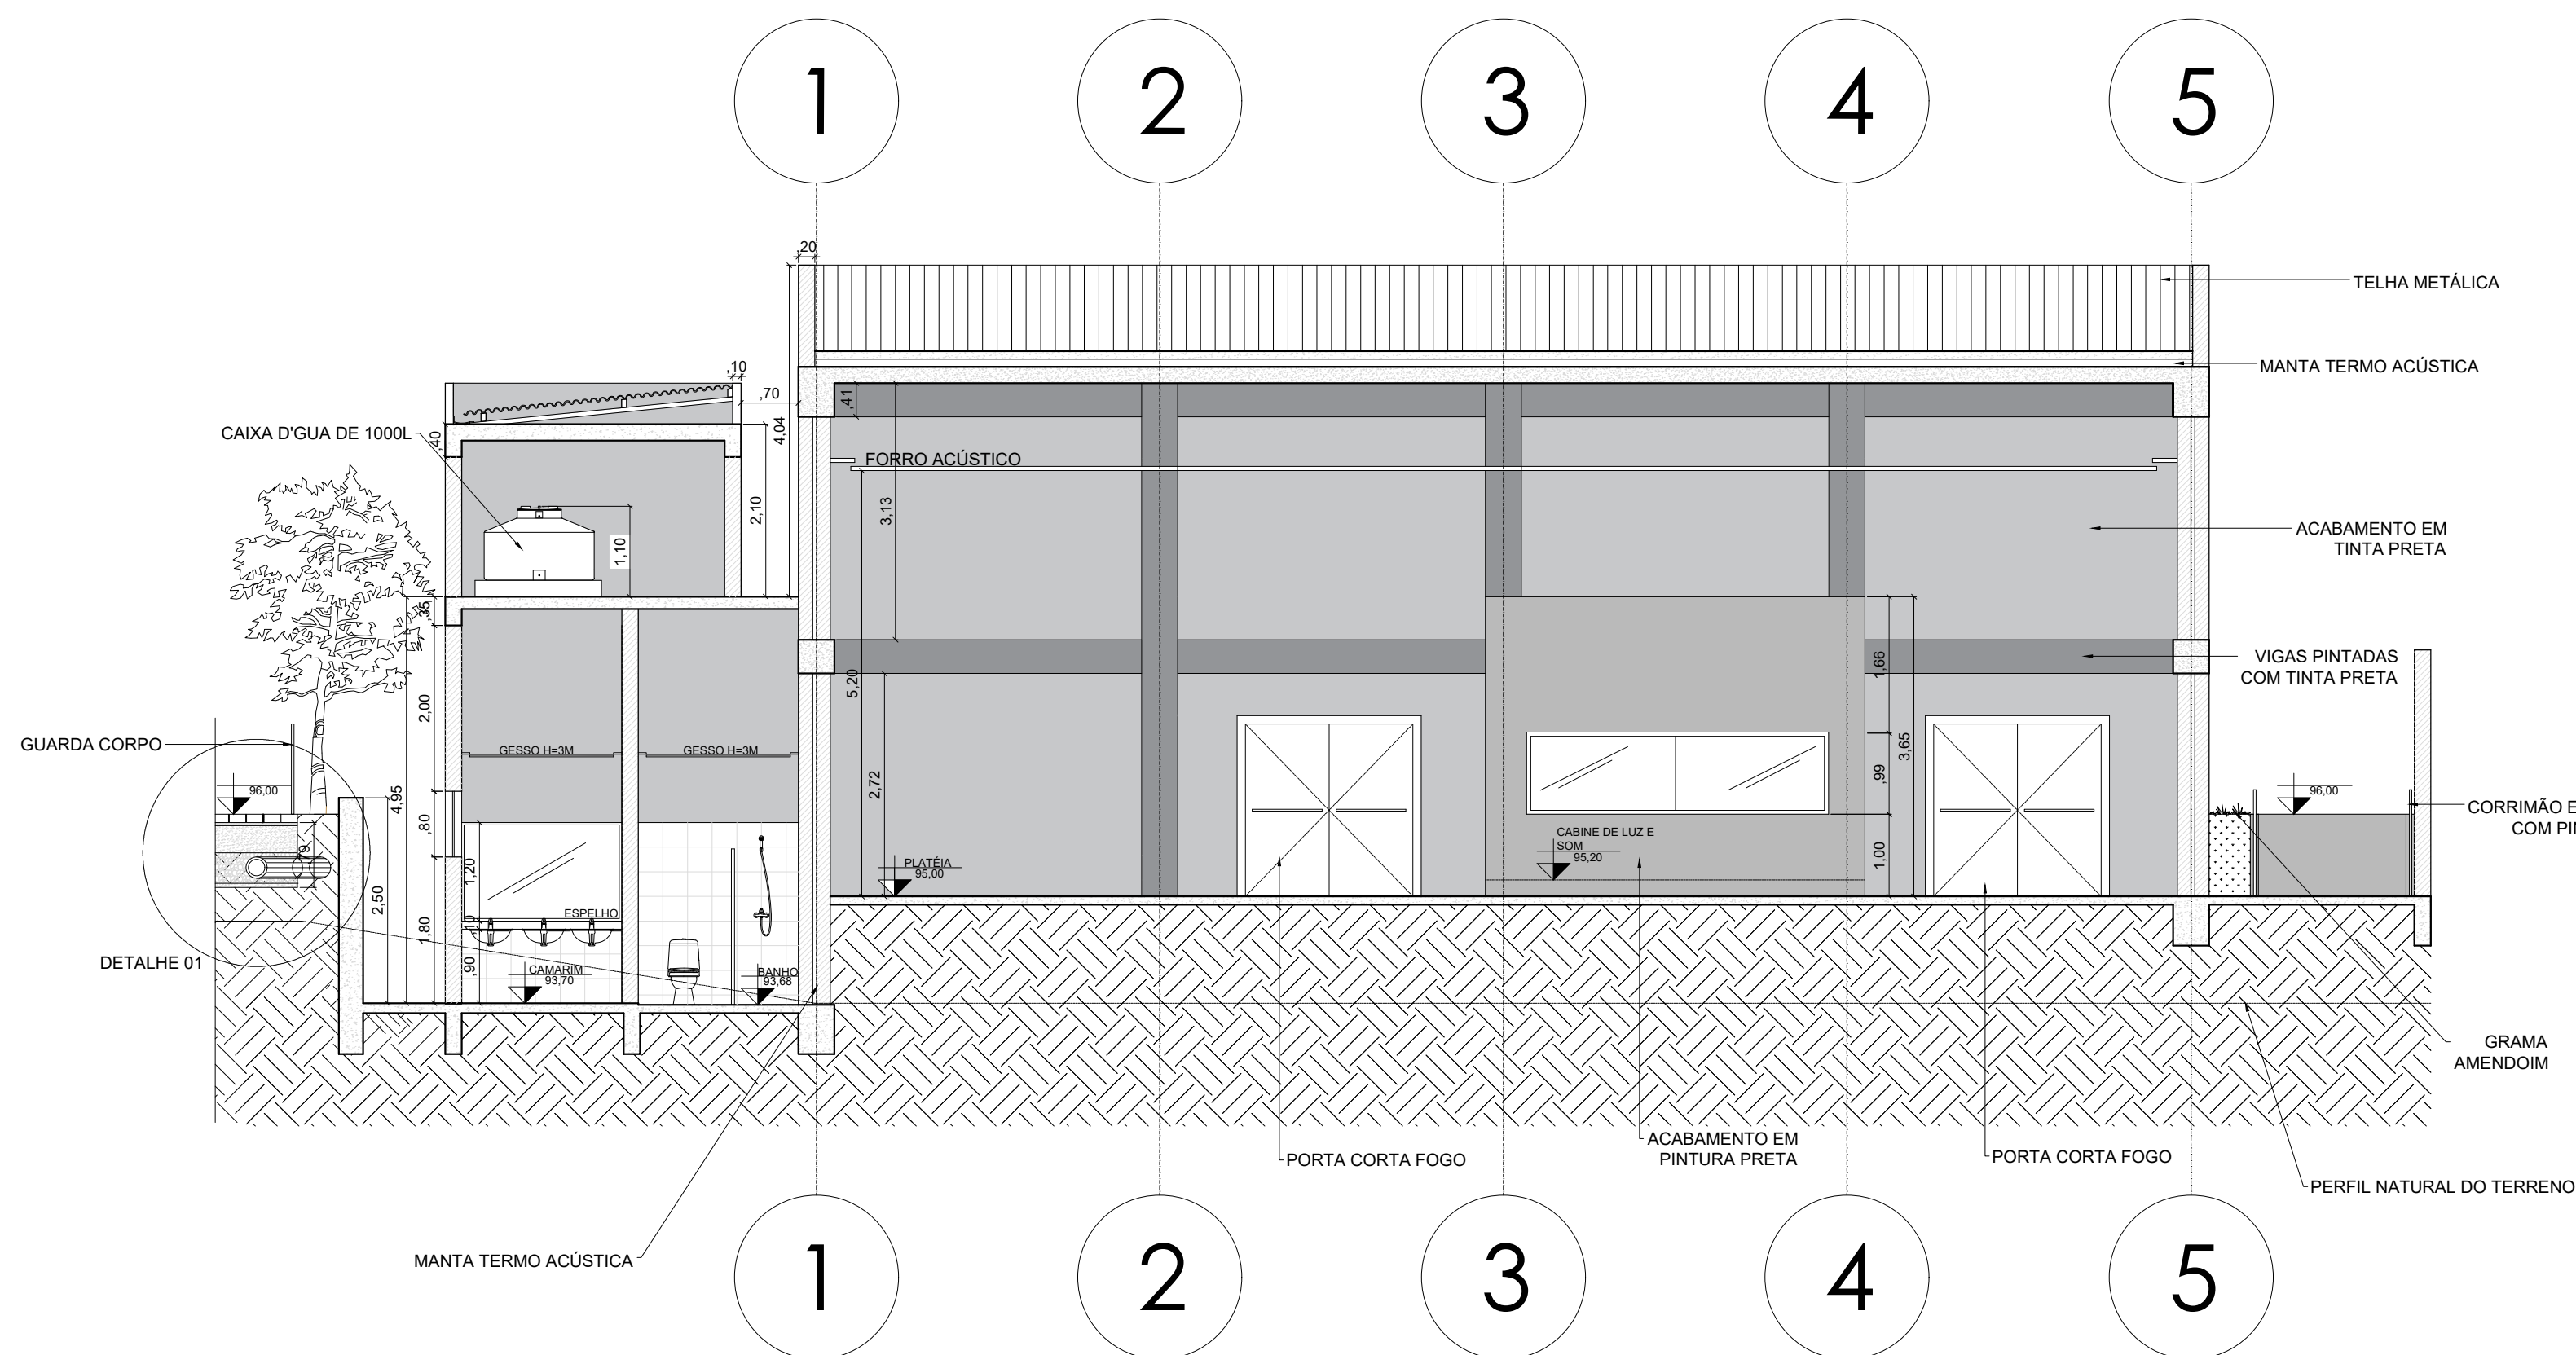 1
2
3
4
5
,20
TELHA METÁLICA
MANTA TERMO ACÚSTICA
,10
,70
4,04
,41
CAIXA D'GUA DE 1000L
,40
FORRO ACÚSTICO
2,10
3,13
1,10
ACABAMENTO EM
TINTA PRETA
,35
VIGAS PINTADAS
COM TINTA PRETA
1,66
5,20
2,00
GUARDA CORPO
GESSO H=3M
GESSO H=3M
3,65
2,72
,99
96,00
96,00
4,95
CORRIMÃO E
COM PI
,80
CABINE DE LUZ E
SOM
95,20
,79
PLATÉIA
95,00
1,20
1,00
2,50
ESPELHO
,10
1,80
,90
DETALHE 01
CAMARIM
93,70
BANHO
93,68
GRAMA
AMENDOIM
ACABAMENTO EM
PINTURA PRETA
PORTA CORTA FOGO
PORTA CORTA FOGO
PERFIL NATURAL DO TERRENO
MANTA TERMO ACÚSTICA
1
2
3
4
5